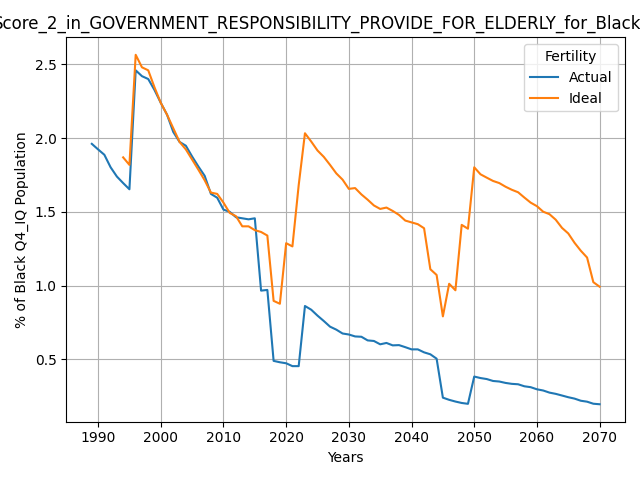 Score_2_in_GOVERNMENT_RESPONSIBILITY_PROVIDE_FOR_ELDERLY_for_Black
Fertility
Actual
Ideal
% of Black Q4_IQ Population
2.5
2.0
1.5
1.0
0.5
1990 2000 2010 2020 2030 2040 2050 2060 2070
Years